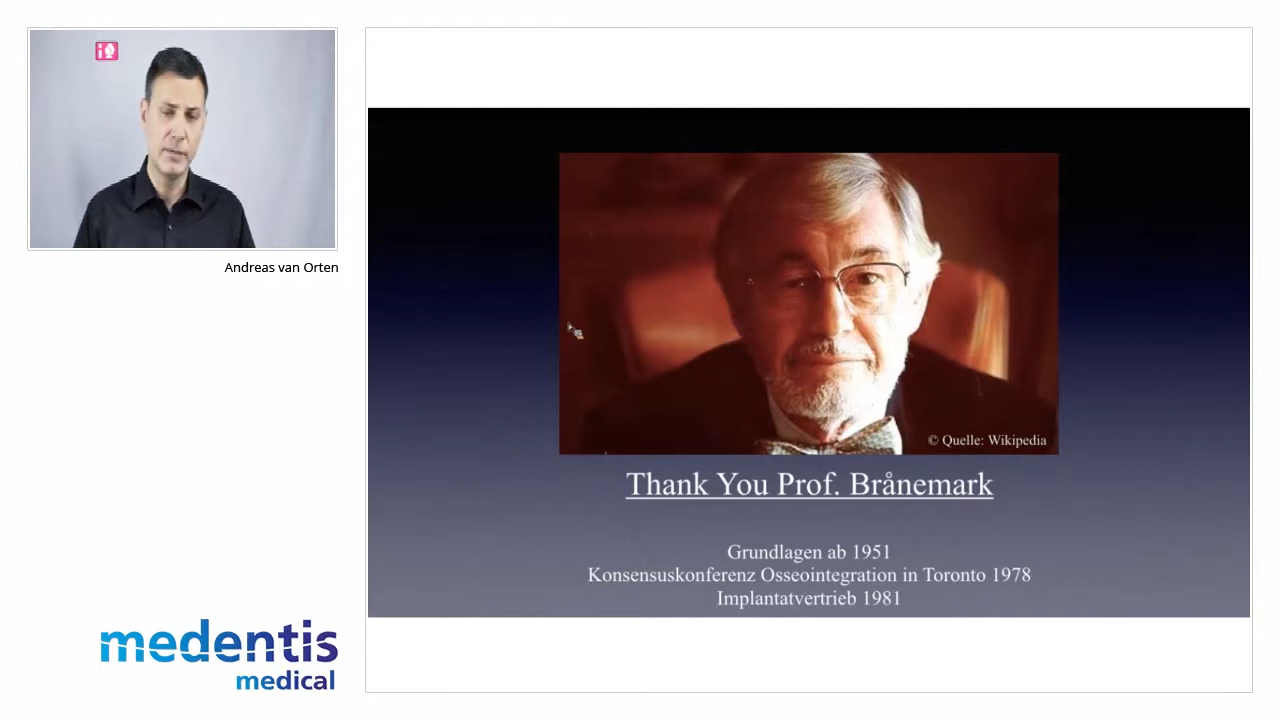 Andreas van Orten
© Quelle: Wikipedia
Thank You Prof. Brånemark
Grundlagen ab 1951
Konsensuskonferenz Osseointegration in Toronto 1978
Implantatvertrieb 1981
medentis
medical